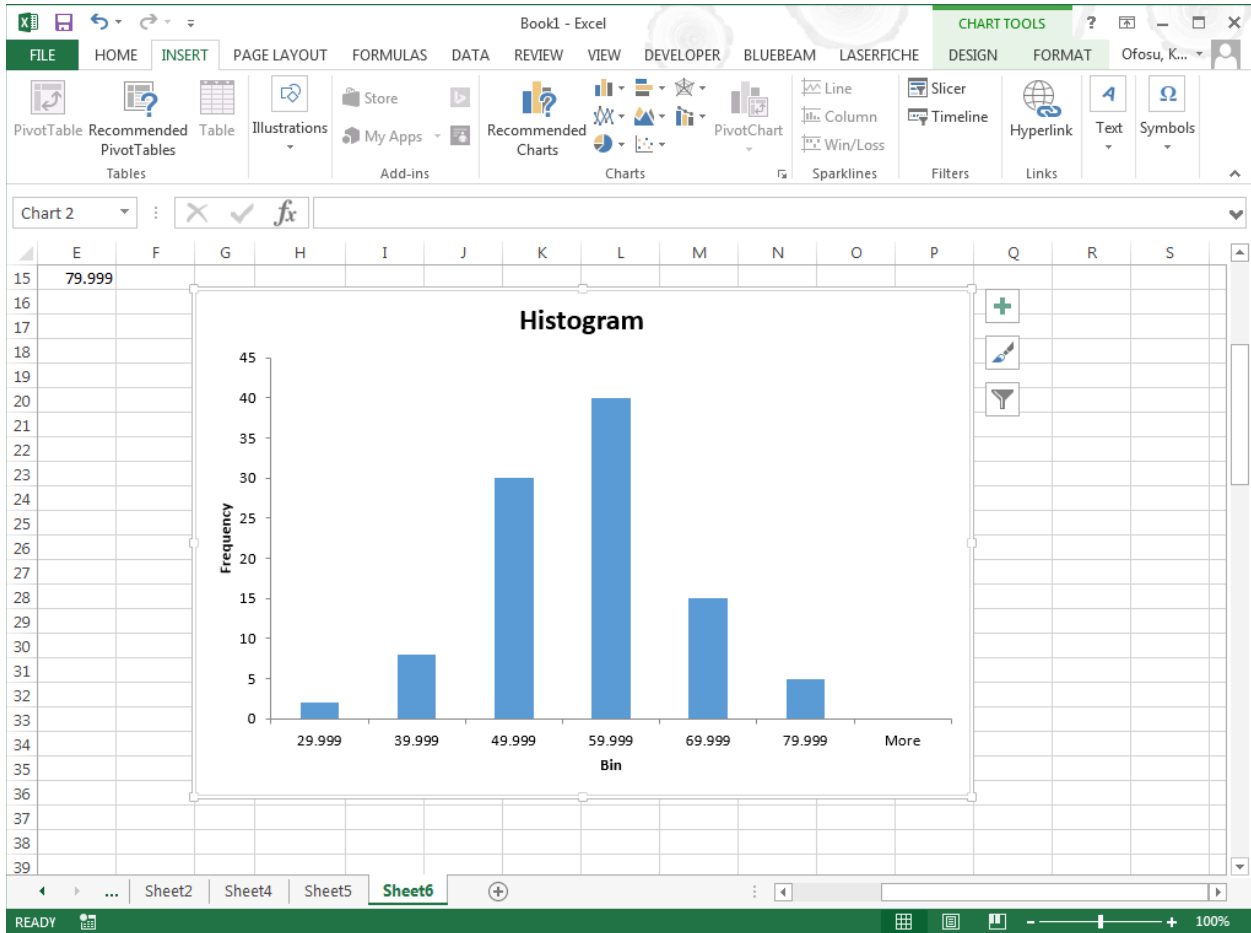 Book1 - Excel
CHART TOOLS
?
FILE HOME INSERT PAGE LAYOUT FORMULAS DATA REVIEW VIEW DEVELOPER BLUEBEAM LASERFICHE DESIGN FORMAT Ofosu, K...
PivotTable
Recommended
PivotTables
Table
Tables
Illustrations
Store
My Apps
Add-ins
Recommended
Charts
PivotChart
Charts
Line
Column
Win/Loss
Sparklines
Slicer
Timeline
Filters
Hyperlink
Links
A
Text
Ω
Symbols
Chart 2
fx
E F G H I J K L M N O P Q R S
15 79.999
16
17
18
19
20
21
22
23
24
25
26
27
28
29
30
31
32
33
34
35
36
37
38
39
Histogram
45
40
35
30
25
20
15
10
5
0
Frequency
29.999 39.999 49.999 59.999 69.999 79.999 More
Bin
... Sheet2 Sheet4 Sheet5 Sheet6
READY
100%